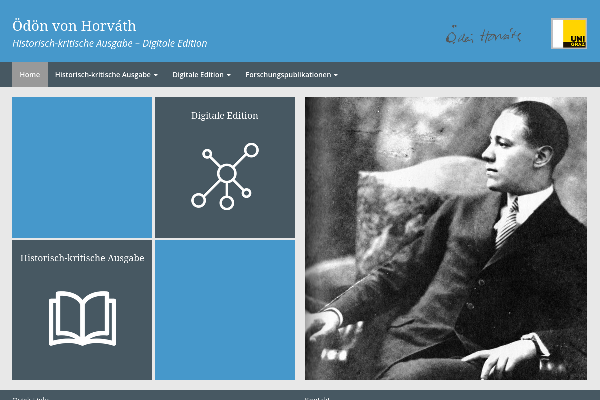 Ödön von Horváth
Historisch-kritische Ausgabe – Digitale Edition
Ödön Horváth
UNI
GRAZ
Home
Historisch-kritische Ausgabe
Digitale Edition
Forschungspublikationen
Digitale Edition
Historisch-kritische Ausgabe